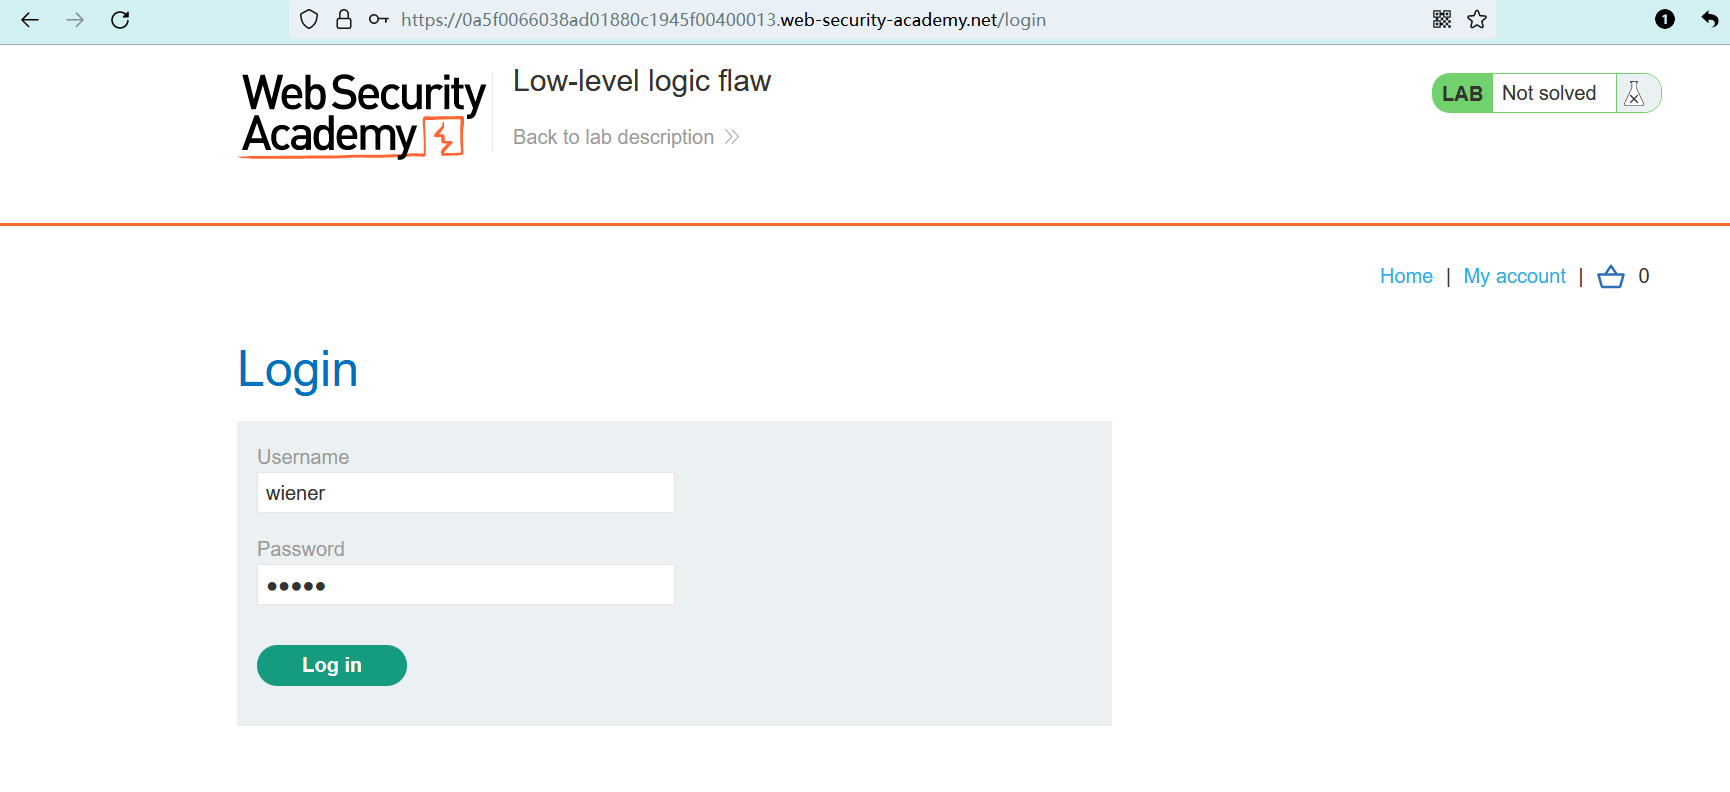 https://0a5f0066038ad01880c1945f00400013.web-security-academy.net/login
1
Web Security
Academy
Low-level logic flaw
Back to lab description
LAB Not solved
Home | My account | 0
Login
Username
wiener
Password
Log in